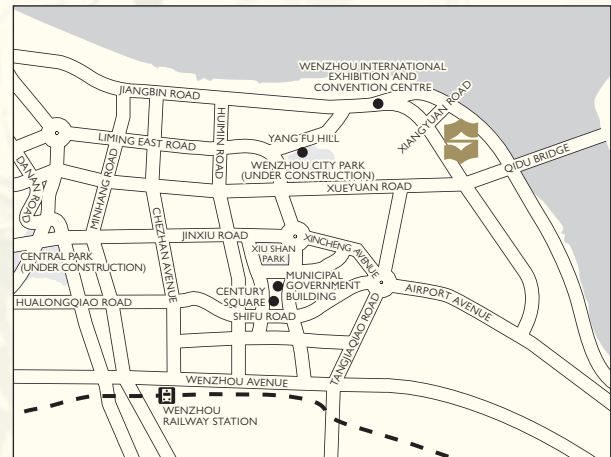 WENZHOU INTERNATIONAL
EXHIBITION AND
CONVENTION CENTRE
JIANGBIN ROAD
XIANGYUAN ROAD
HUIMIN ROAD
LIMING EAST ROAD
YANG FU HILL
QIDU BRIDGE
WENZHOU CITY PARK
(UNDER CONSTRUCTION)
XUEYUAN ROAD
DANAN ROAD
MINHANG ROAD
CHEZHAN AVENUE
JINXIU ROAD
XINCHENG AVENUE
XIU SHAN
PARK
CENTRAL PARK
(UNDER CONSTRUCTION)
MUNICIPAL
GOVERNMENT
BUILDING
CENTURY
SQUARE
AIRPORT AVENUE
HUALONGQIAO ROAD
SHIFU ROAD
TANGJIAQIAO ROAD
WENZHOU AVENUE
WENZHOU
RAILWAY STATION